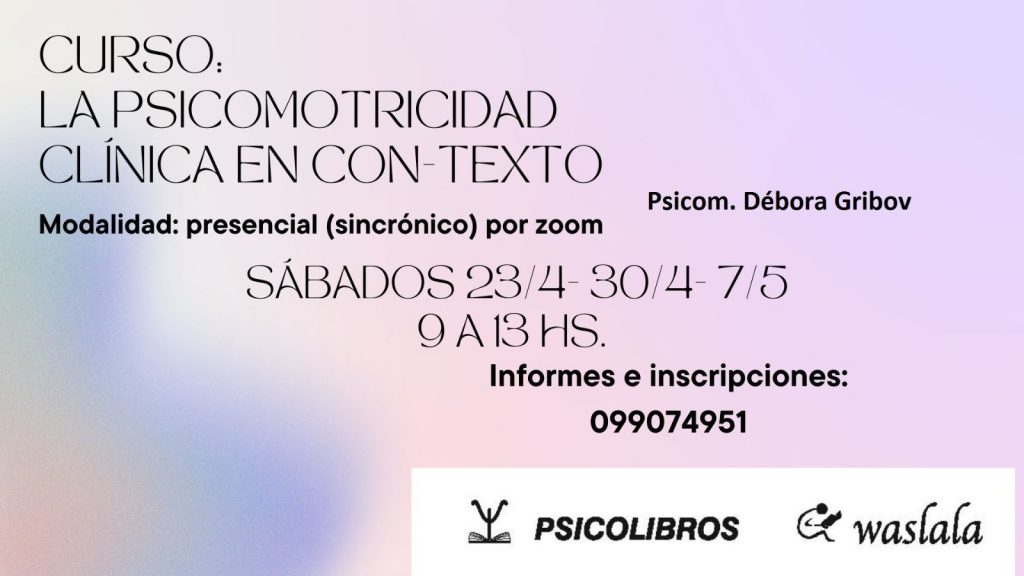 CURSO:
LA PSICOMOTRICIDAD
CLÍNICA EN CON-TEXTO
Psicom. Débora Gribov
Modalidad: presencial (sincrónico) por zoom
SÁBADOS 23/4- 30/4- 7/5
9 A 13 HS.
Informes e inscripciones:
099074951
PSICOLIBROS
waslala